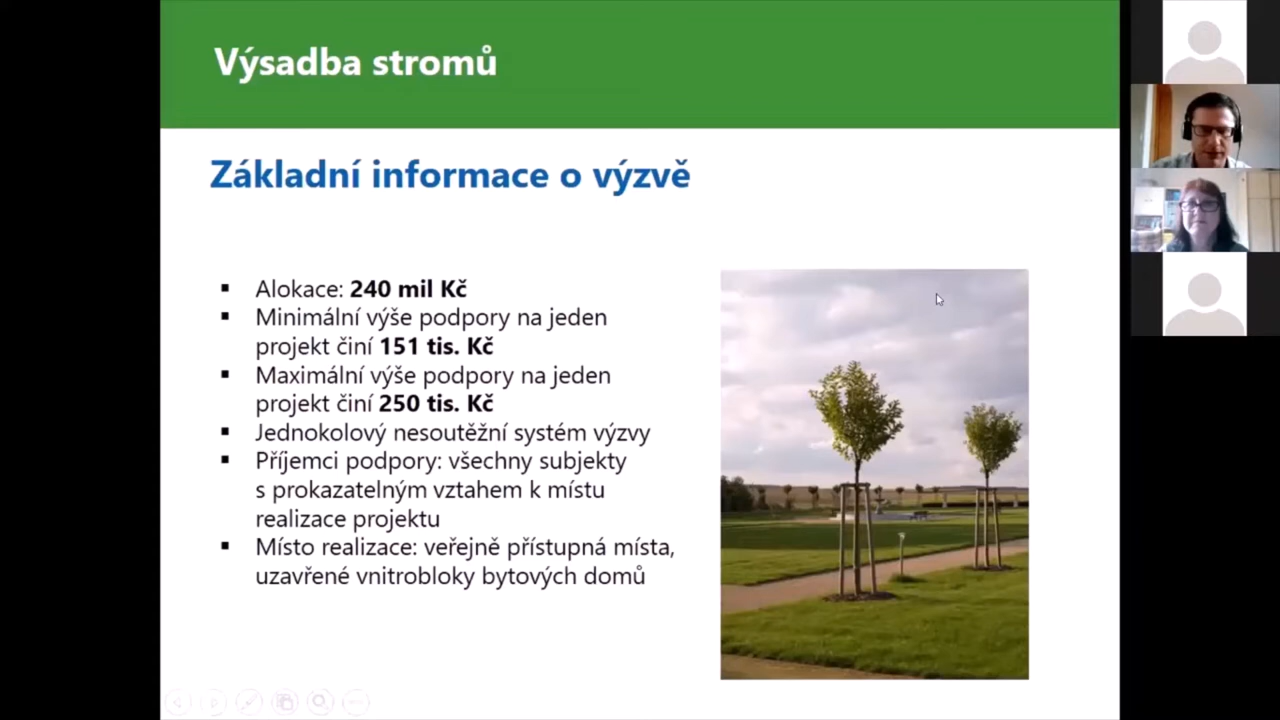 Výsadba stromů
Základní informace o výzvě
▪ Alokace: 240 mil Kč
▪ Minimální výše podpory na jeden
projekt činí 151 tis. Kč
▪ Maximální výše podpory na jeden
projekt činí 250 tis. Kč
▪ Jednokolový nesoutěžní systém výzvy
▪ Příjemci podpory: všechny subjekty
s prokazatelným vztahem k místu
realizace projektu
▪ Místo realizace: veřejně přístupná místa,
uzavřené vnitrobloky bytových domů